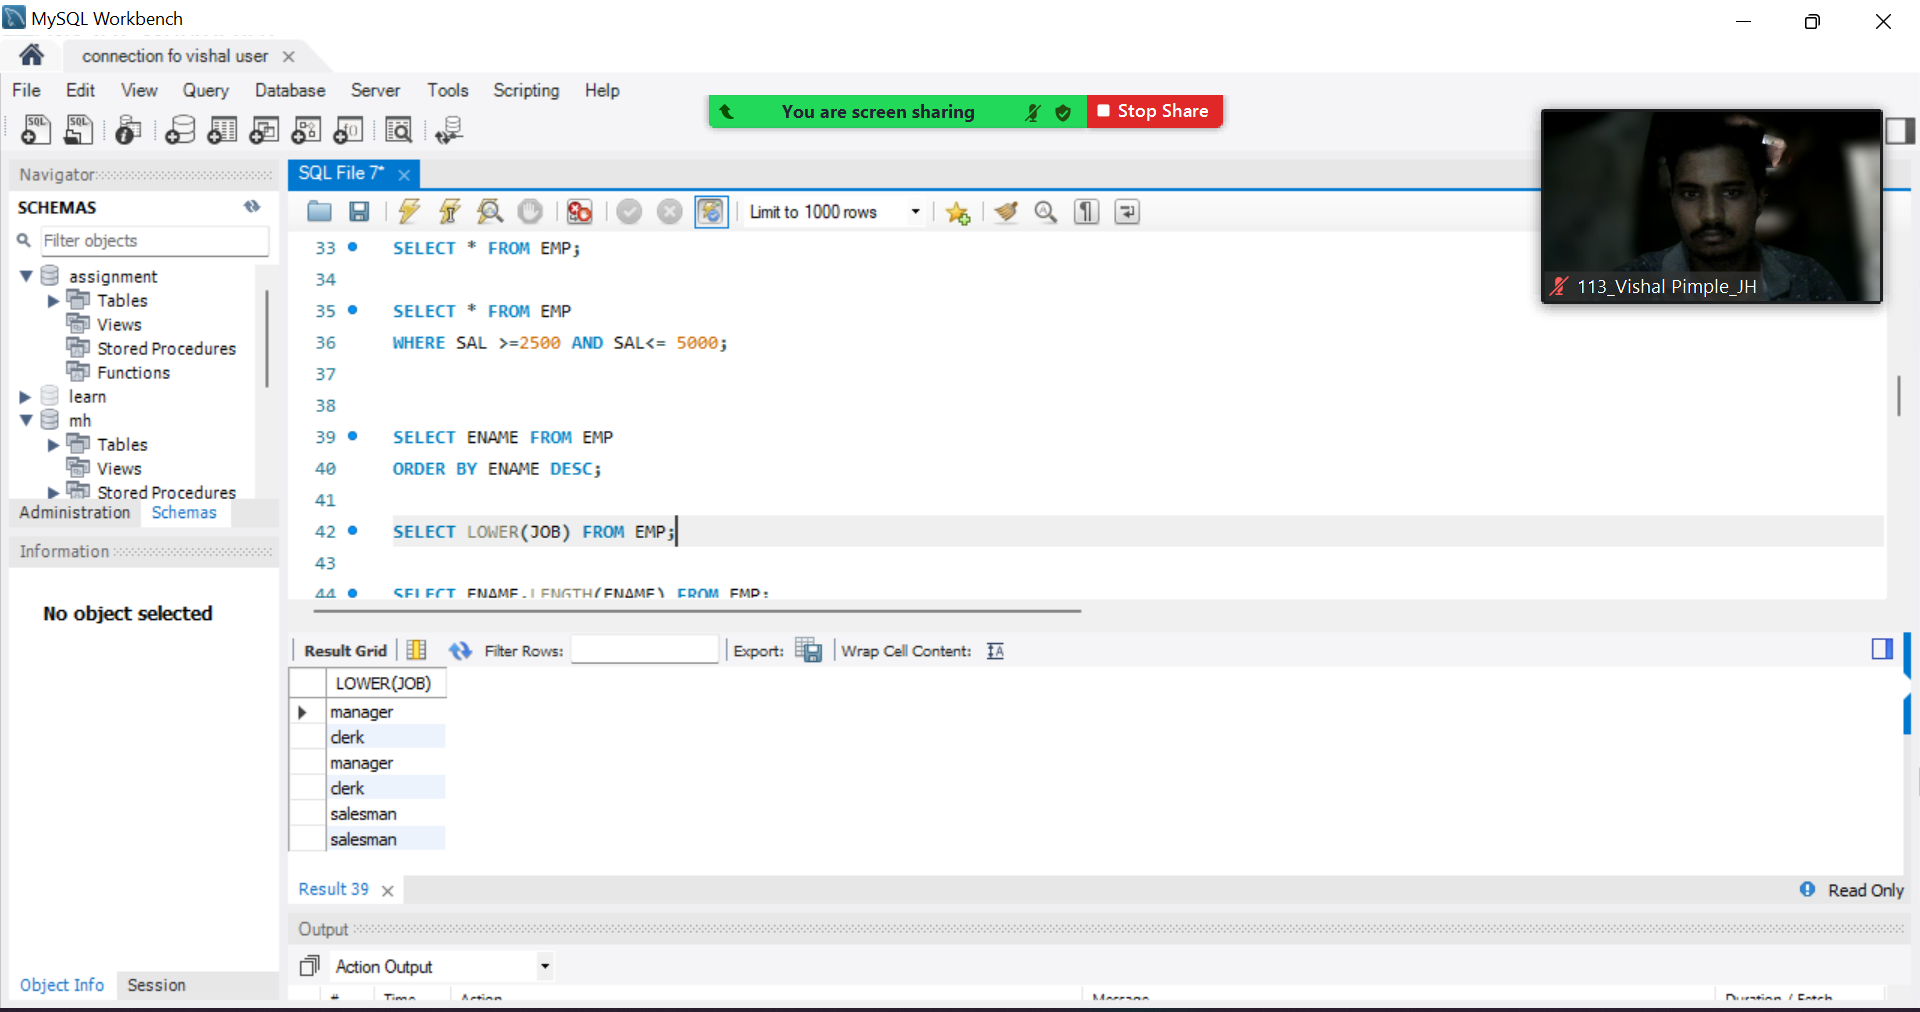 MySQL Workbench
connection fo vishal user
File Edit View Query Database Server Tools Scripting Help
You are screen sharing Stop Share
113_Vishal Pimple_JH
Navigator
SCHEMAS
Filter objects
assignment
Tables
Views
Stored Procedures
Functions
learn
mh
Tables
Views
Stored Procedures
Administration Schemas
Information
No object selected
Object Info Session
SQL File 7*
Limit to 1000 rows
33 SELECT * FROM EMP;
34
35 SELECT * FROM EMP
36 WHERE SAL >=2500 AND SAL<= 5000;
37
38
39 SELECT ENAME FROM EMP
40 ORDER BY ENAME DESC;
41
42 SELECT LOWER(JOB) FROM EMP;
43
44 SELECT ENAME,LENGTH(ENAME) FROM EMP;
Result Grid Filter Rows: Export: Wrap Cell Content:
LOWER(JOB)
manager
clerk
manager
clerk
salesman
salesman
Result 39 Read Only
Output
Action Output
# Time Action Message Duration / Fetch